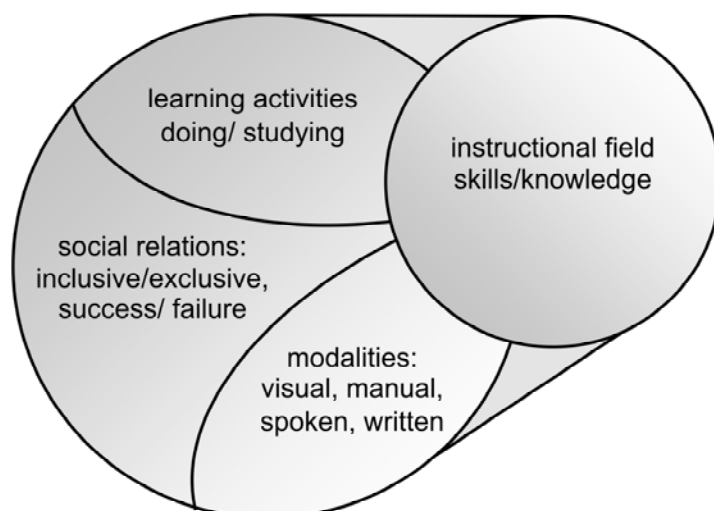 learning activities
doing/ studying
instructional field
skills/knowledge
social relations:
inclusive/exclusive,
success/ failure
modalities:
visual, manual,
spoken, written